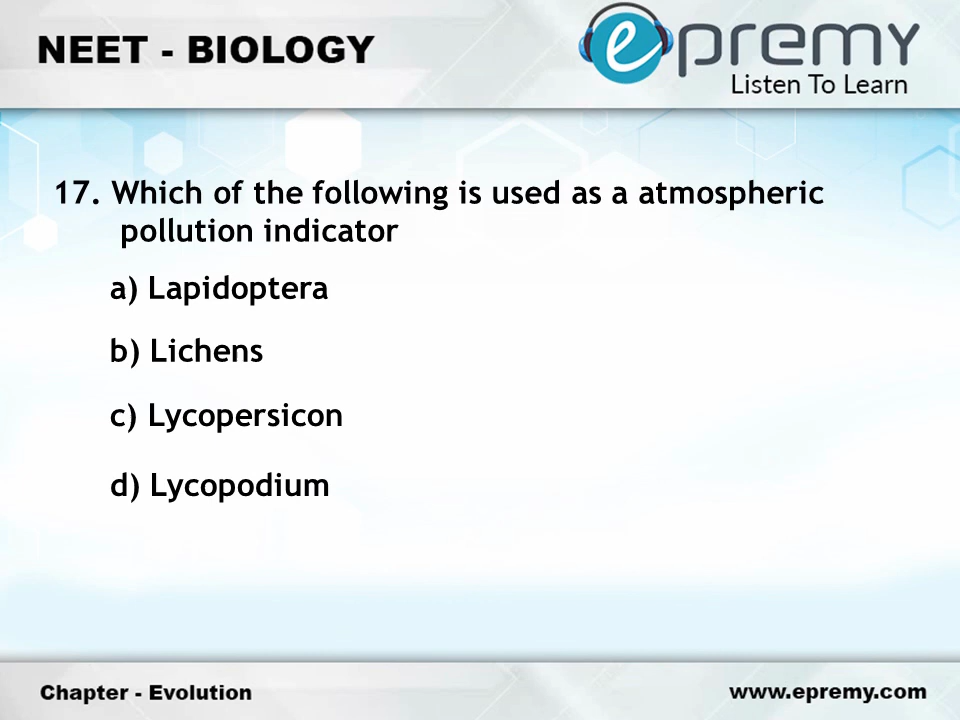 NEET - BIOLOGY
epremy
Listen To Learn
17. Which of the following is used as a atmospheric
pollution indicator
a) Lapidoptera
b) Lichens
c) Lycopersicon
d) Lycopodium
Chapter - Evolution
www.epremy.com